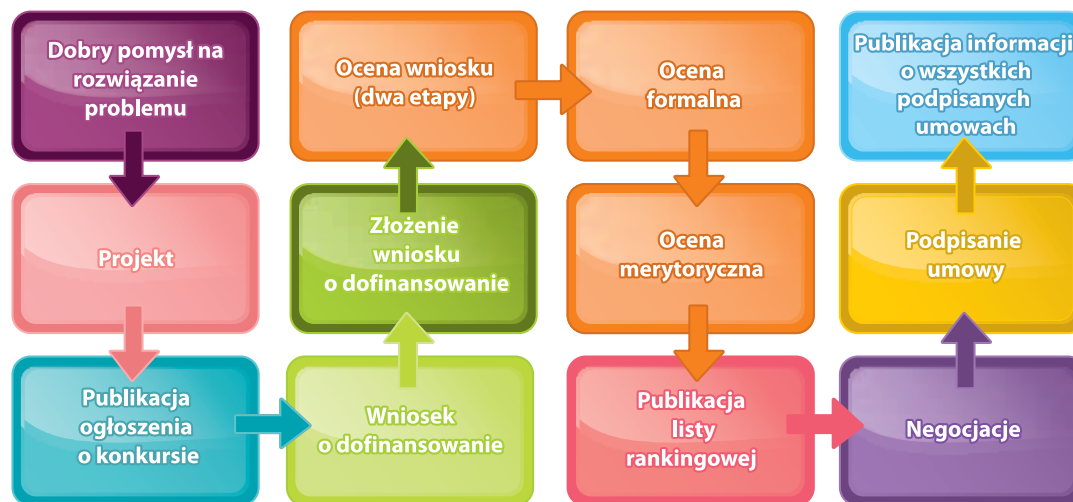 Dobry pomysł na
rozwiązanie
problemu
Projekt
Publikacja
ogłoszenia
o konkursie
Wniosek
o dofinansowanie
Złożenie
wniosku
o dofinansowanie
Ocena wniosku
(dwa etapy)
Ocena
formalna
Ocena
merytoryczna
Publikacja
listy
rankingowej
Negocjacje
Podpisanie
umowy
Publikacja informacji
o wszystkich
podpisanych
umowach